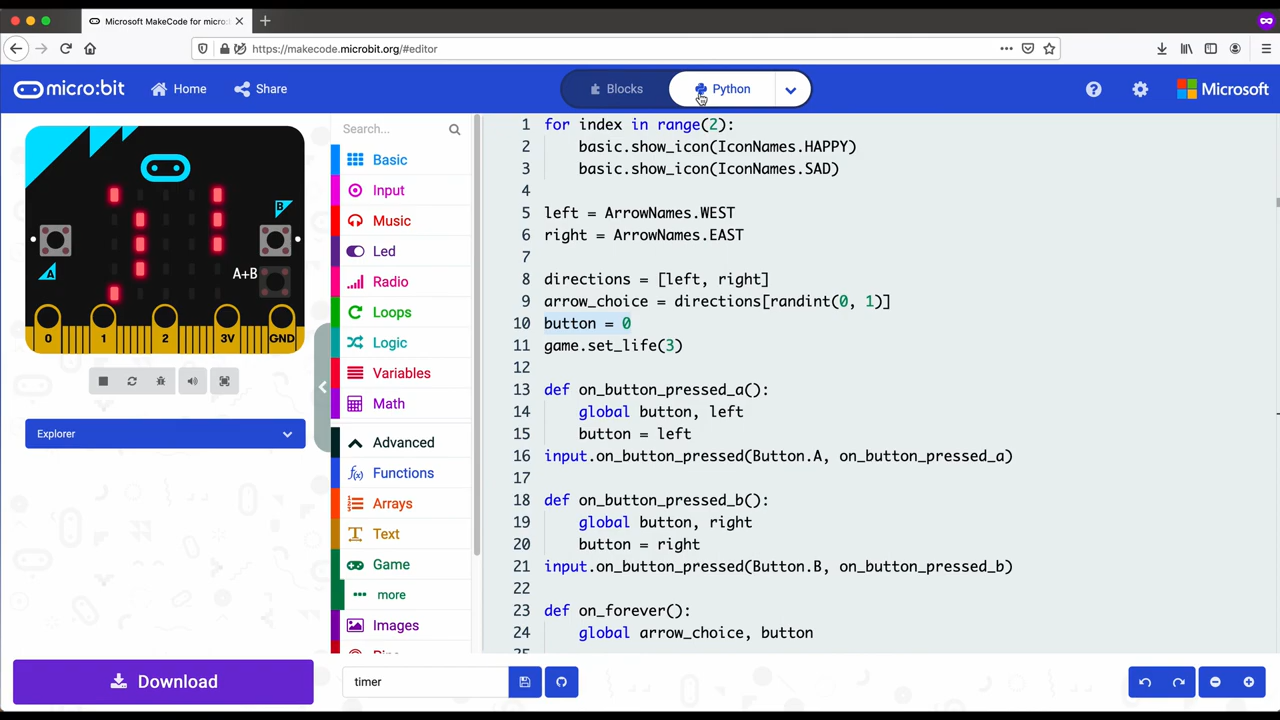 Microsoft MakeCode for micro:
https://makecode.microbit.org/#editor
micro:bit
Home
Share
Blocks
Python
Microsoft
B
A
A+B
0
1
2
3V
GND
Explorer
Search...
Basic
Input
Music
Led
Radio
Loops
Logic
Variables
Math
Advanced
Functions
Arrays
Text
Game
more
Images
1 for index in range(2):
2 basic.show_icon(IconNames.HAPPY)
3 basic.show_icon(IconNames.SAD)
4
5 left = ArrowNames.WEST
6 right = ArrowNames.EAST
7
8 directions = [left, right]
9 arrow_choice = directions[randint(0, 1)]
10 button = 0
11 game.set_life(3)
12
13 def on_button_pressed_a():
14 global button, left
15 button = left
16 input.on_button_pressed(Button.A, on_button_pressed_a)
17
18 def on_button_pressed_b():
19 global button, right
20 button = right
21 input.on_button_pressed(Button.B, on_button_pressed_b)
22
23 def on_forever():
24 global arrow_choice, button
Download
timer